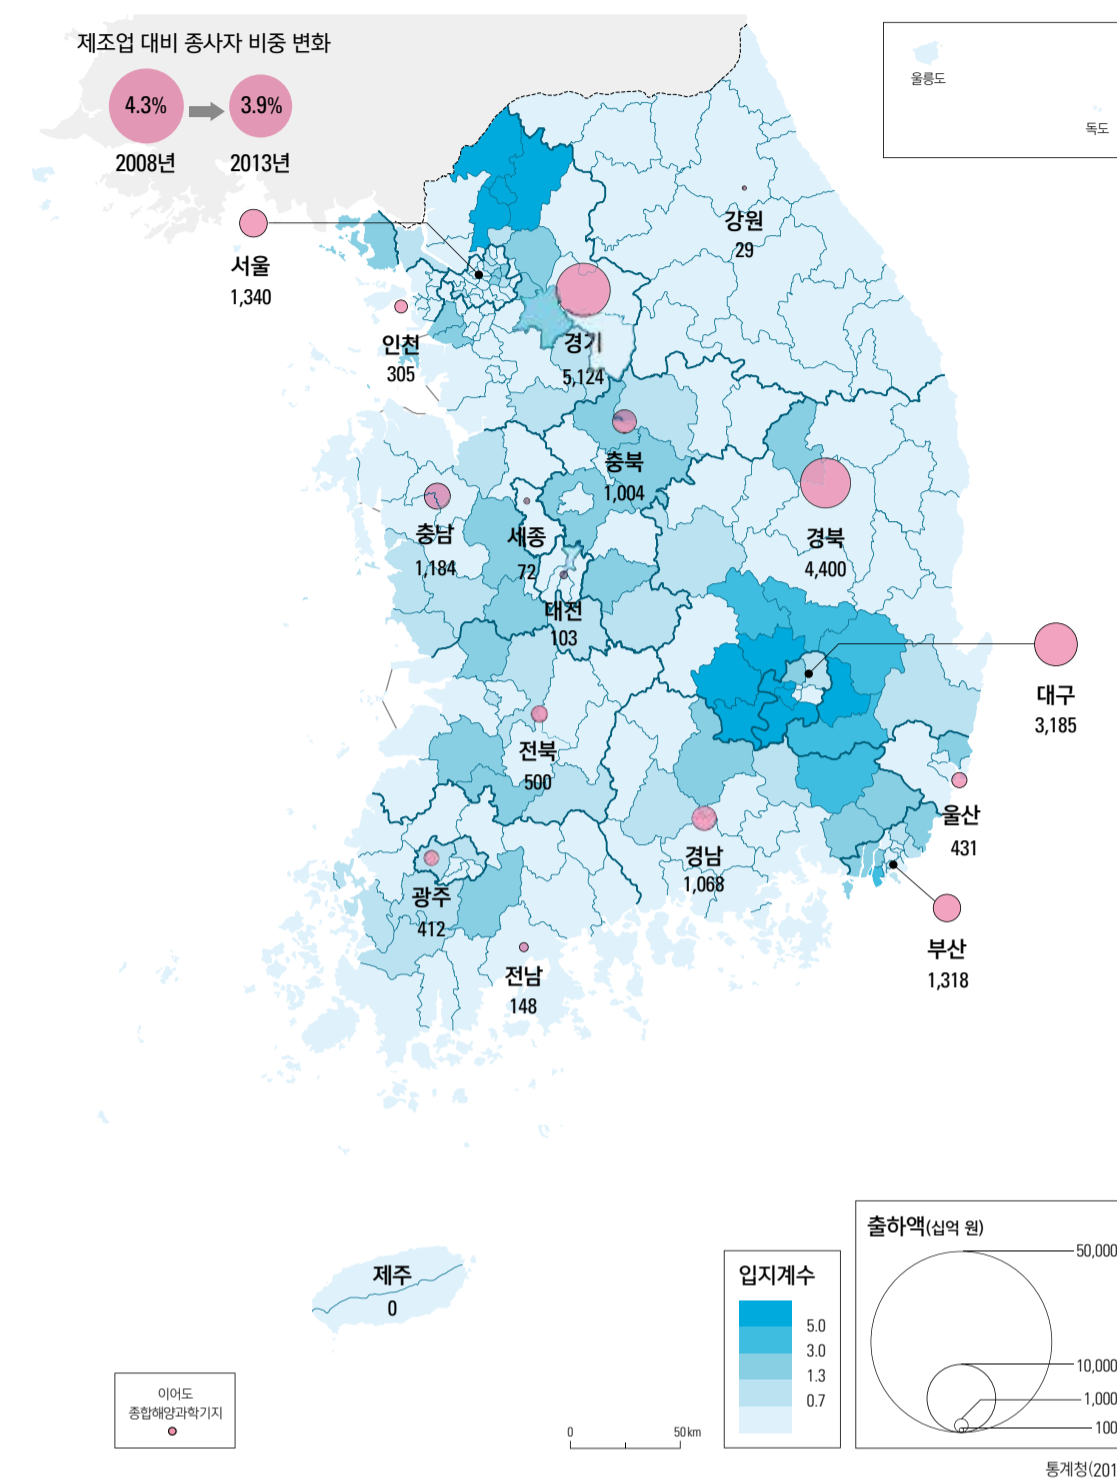 제조업 대비 종사자 비중 변화
4.3%
3.9%
2008년
2013년
울릉도
독도
강원
29
서울
1,340
인천
305
경기
5,124
충북
1,004
충남
1,184
세종
72
대전
103
경북
4,400
대구
3,185
전북
500
울산
431
경남
1,068
광주
412
부산
1,318
전남
148
제주
0
이어도
종합해양과학기지
0
50 km
입지계수
5.0
3.0
1.3
0.7
출하액(십억 원)
50,000
10,000
1,000
100
통계청(201